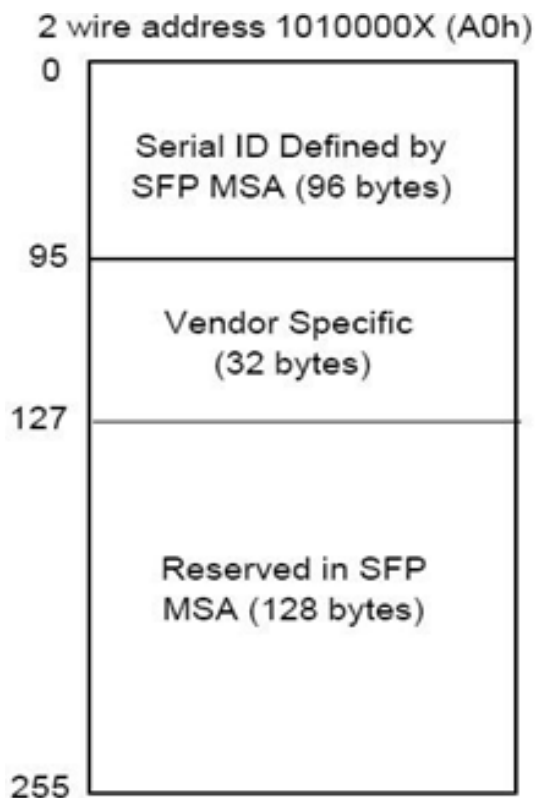 2 wire address 1010000X (A0h)
0
Serial ID Defined by
SFP MSA (96 bytes)
95
Vendor Specific
(32 bytes)
127
Reserved in SFP
MSA (128 bytes)
255